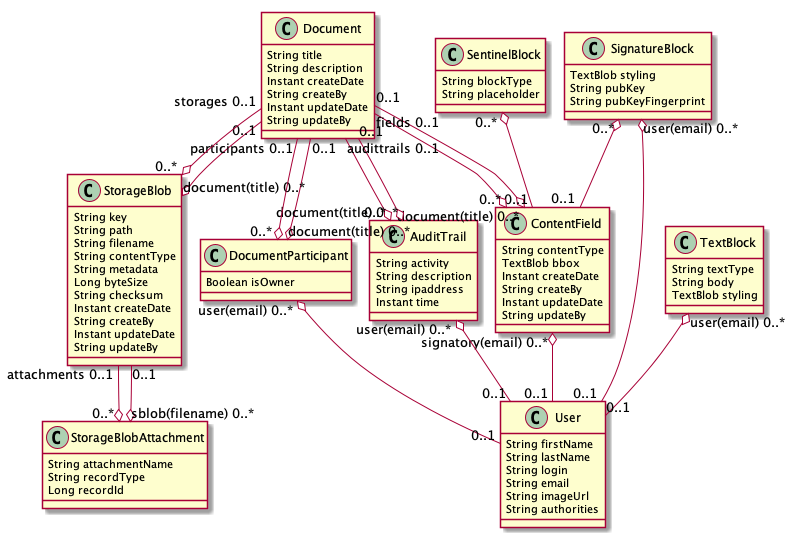 C Document
String title
String description
Instant createDate
String createBy
Instant updateDate
String updateBy
C SentinelBlock
String blockType
String placeholder
C SignatureBlock
TextBlob styling
String pubKey
String pubKeyFingerprint
storages 0..1
0..1
0..1
fields 0..1
0..1
participants 0..1
0..1
audittrails 0..1
0..*
0..*
user(email) 0..*
0..*
document(title) 0..*
C StorageBlob
String key
String path
String filename
String contentType
String metadata
Long byteSize
String checksum
Instant createDate
String createBy
Instant updateDate
String updateBy
0..*
document(title) 0..*
C DocumentParticipant
Boolean isOwner
document(title) 0..*
C AuditTrail
String activity
String description
String ipaddress
Instant time
0..*
0..1
0..1
C ContentField
String contentType
TextBlob bbox
Instant createDate
String createBy
Instant updateDate
String updateBy
C TextBlock
String textType
String body
TextBlob styling
user(email) 0..*
user(email) 0..*
signatory(email) 0..*
user(email) 0..*
attachments 0..1
0..1
0..*
sblob(filename) 0..*
C StorageBlobAttachment
String attachmentName
String recordType
Long recordId
0..1
0..1
0..1
0..1
0..1
C User
String firstName
String lastName
String login
String email
String imageUrl
String authorities